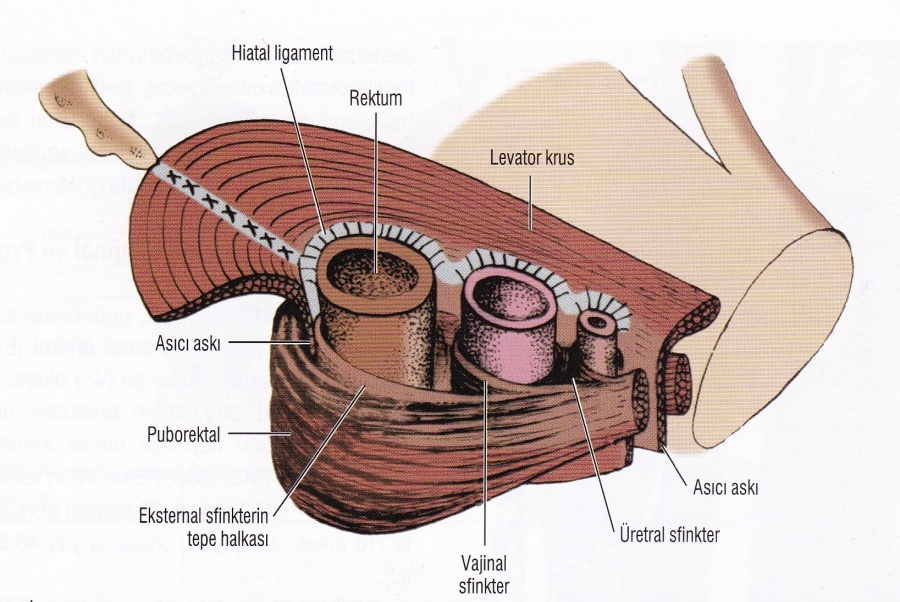 Hiatal ligament
Rektum
Levator krus
Asıcı askı
Puborektal
Eksternal sfinkterin
tepe halkası
Vajinal
sfinkter
Üretral sfinkter
Asıcı askı